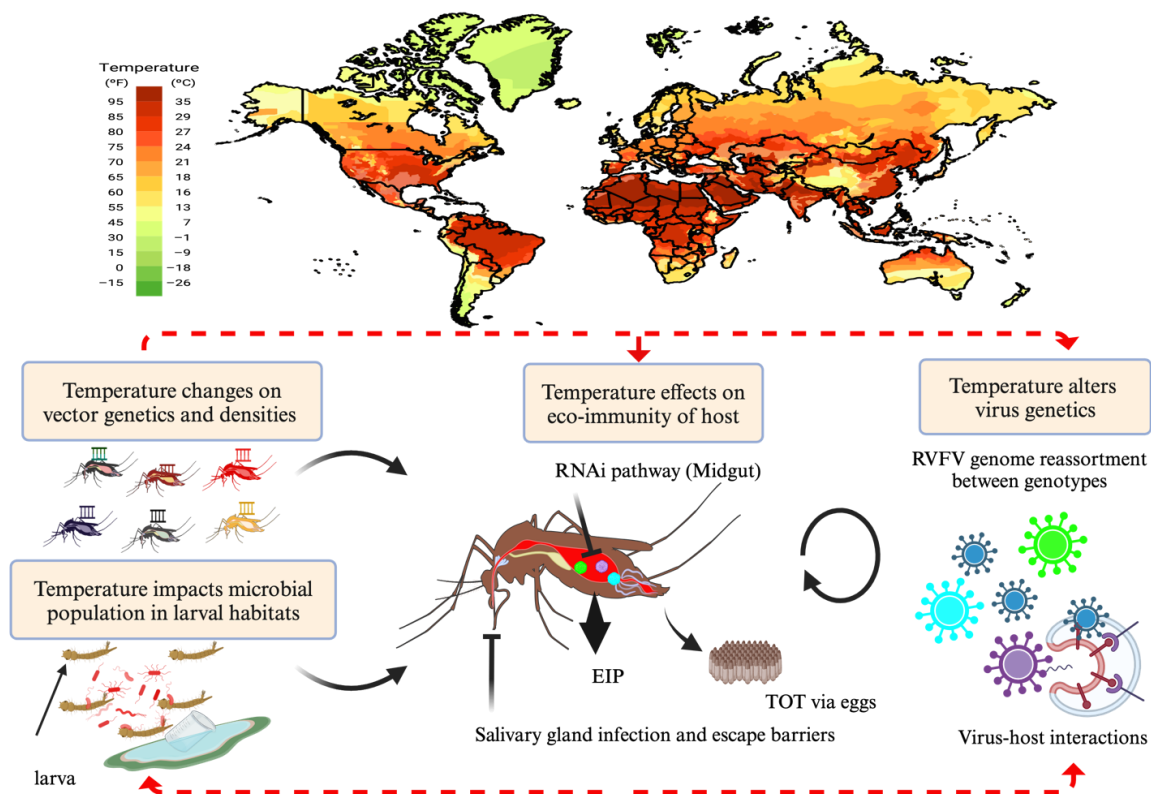 Temperature
(°F) (°C)
95 35
85 29
80 27
75 24
70 21
65 18
60 16
55 13
45 7
30 −1
15 −9
0 −18
−15 −26
Temperature changes on
vector genetics and densities
Temperature effects on
eco-immunity of host
Temperature alters
virus genetics
RNAi pathway (Midgut)
RVFV genome reassortment
between genotypes
Temperature impacts microbial
population in larval habitats
EIP
TOT via eggs
Salivary gland infection and escape barriers
Virus-host interactions
larva